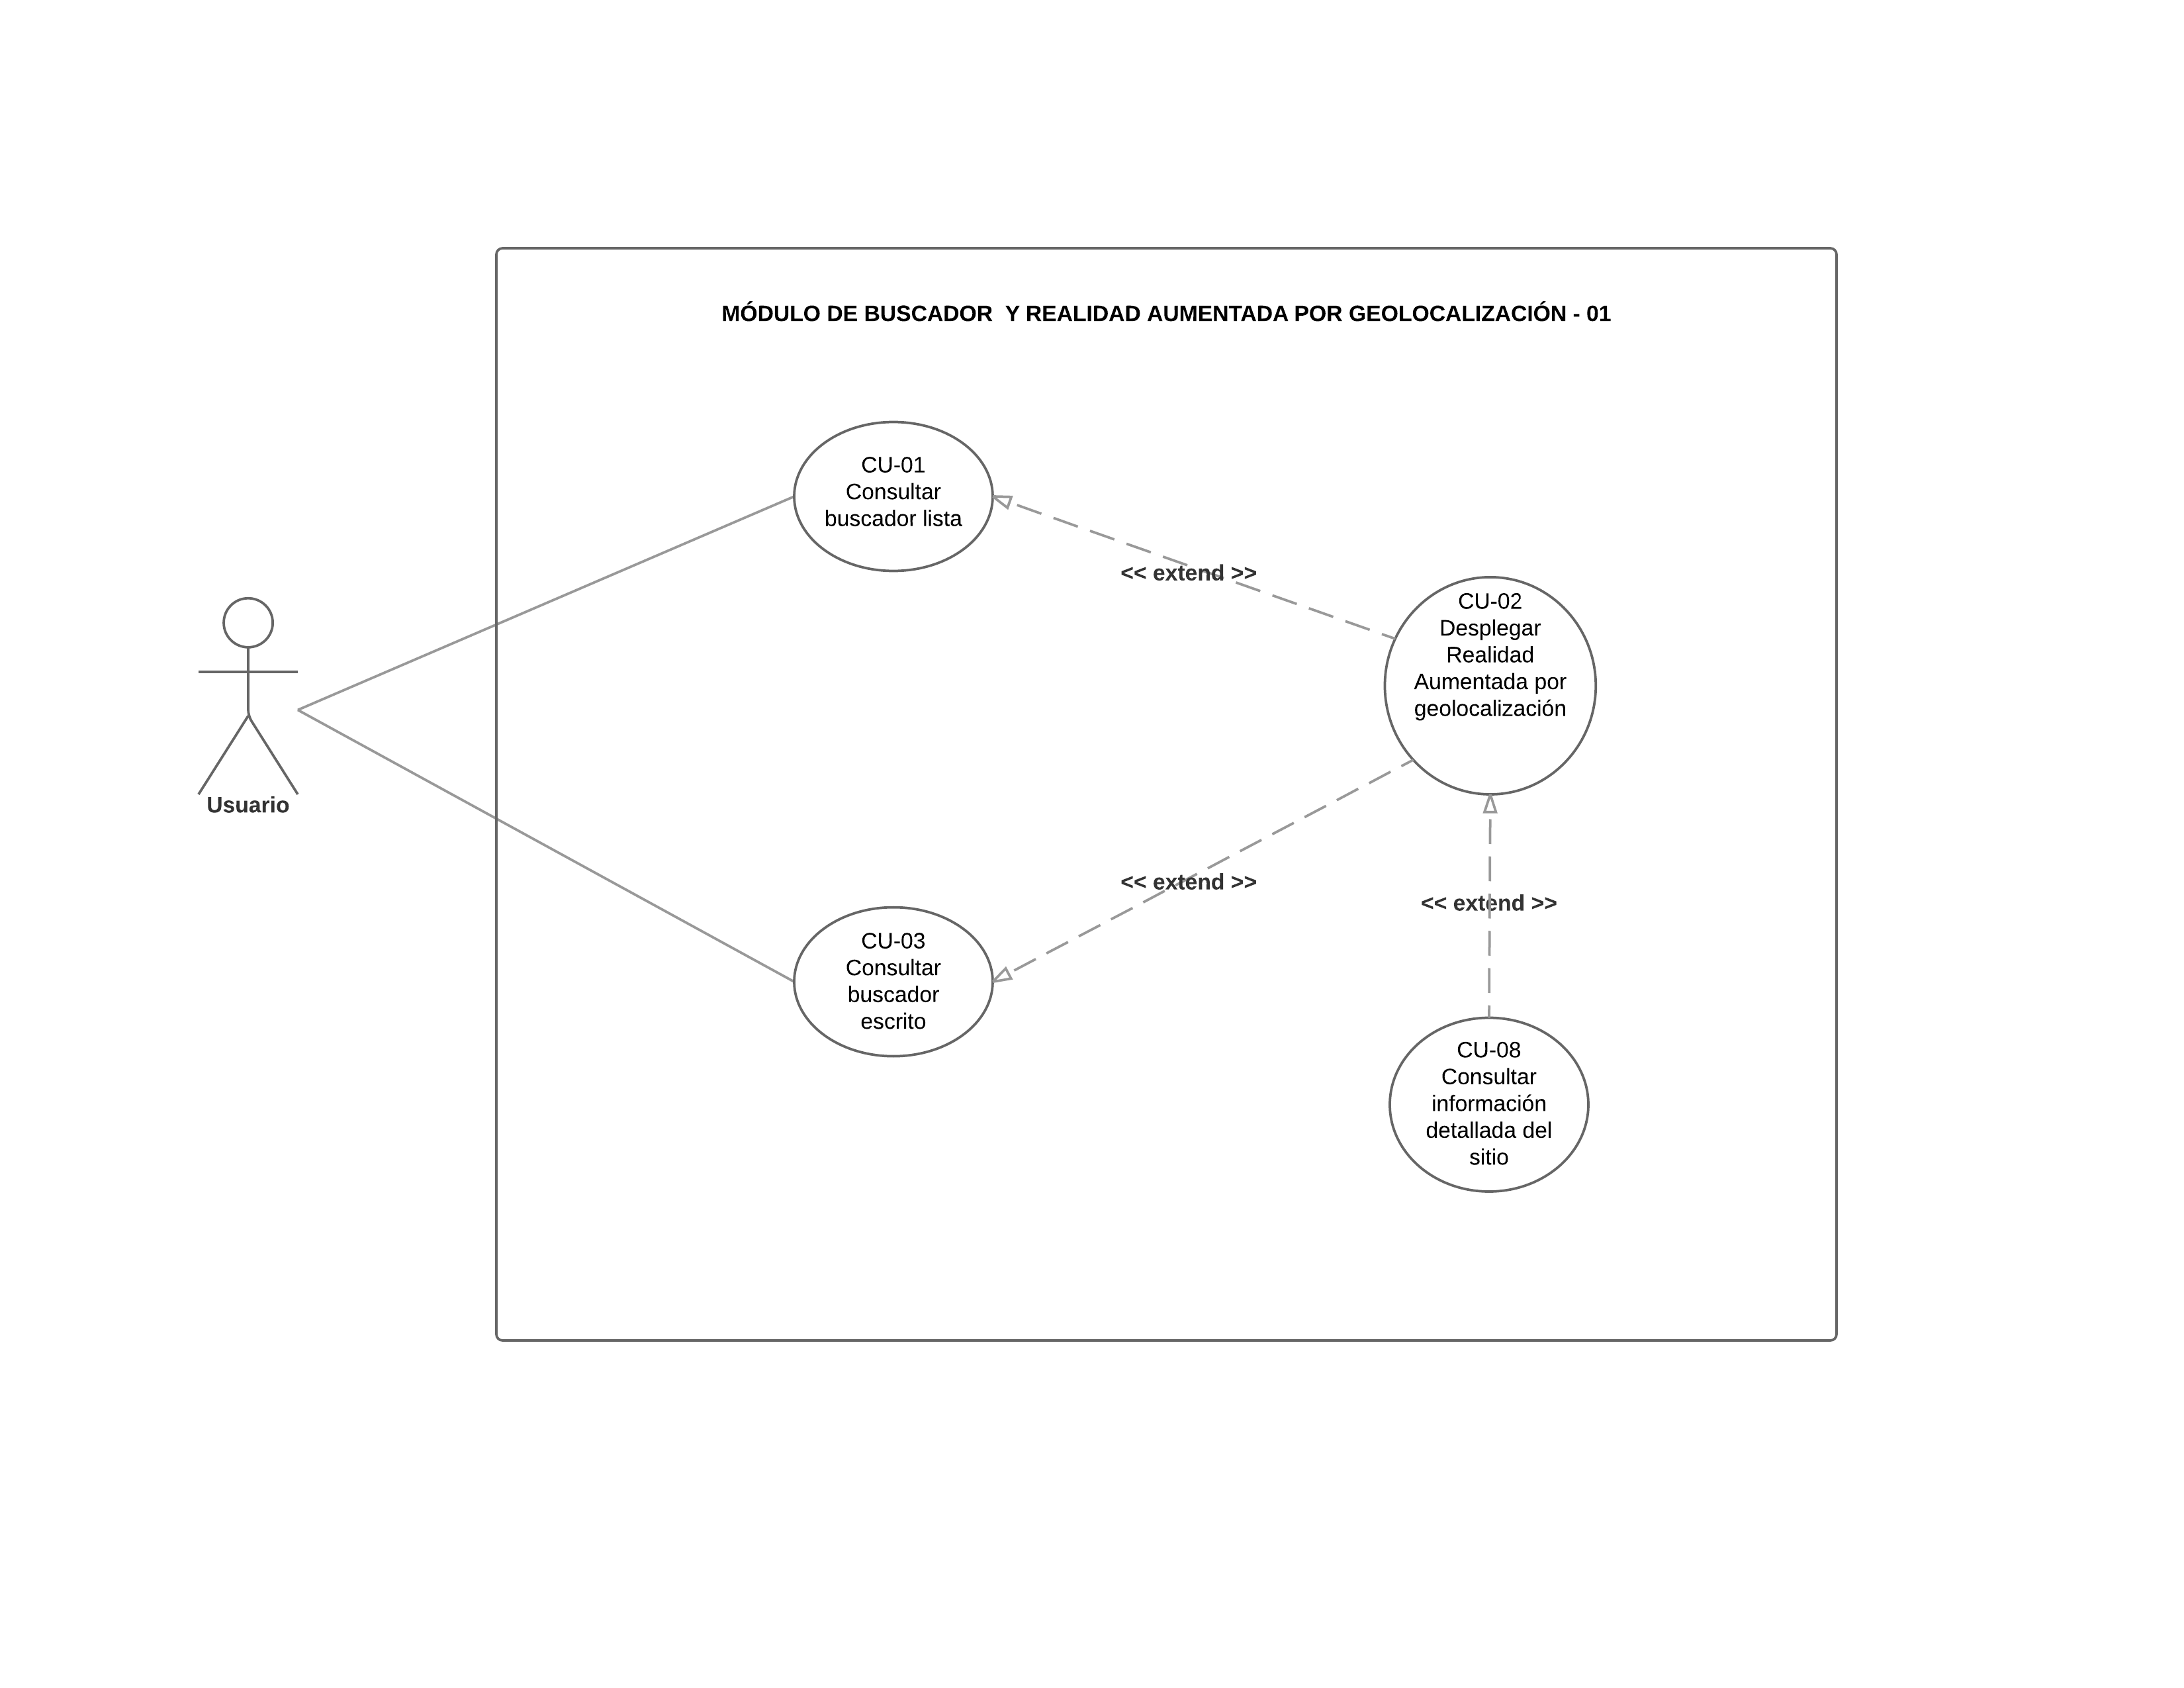 MÓDULO DE BUSCADOR  Y REALIDAD AUMENTADA POR GEOLOCALIZACIÓN - 01
CU-01
Consultar
buscador lista
<< extend >>
CU-02
Desplegar
Realidad
Aumentada por
geolocalización
Usuario
<< extend >>
<< extend >>
CU-03
Consultar
buscador
escrito
CU-08
Consultar
información
detallada del
sitio